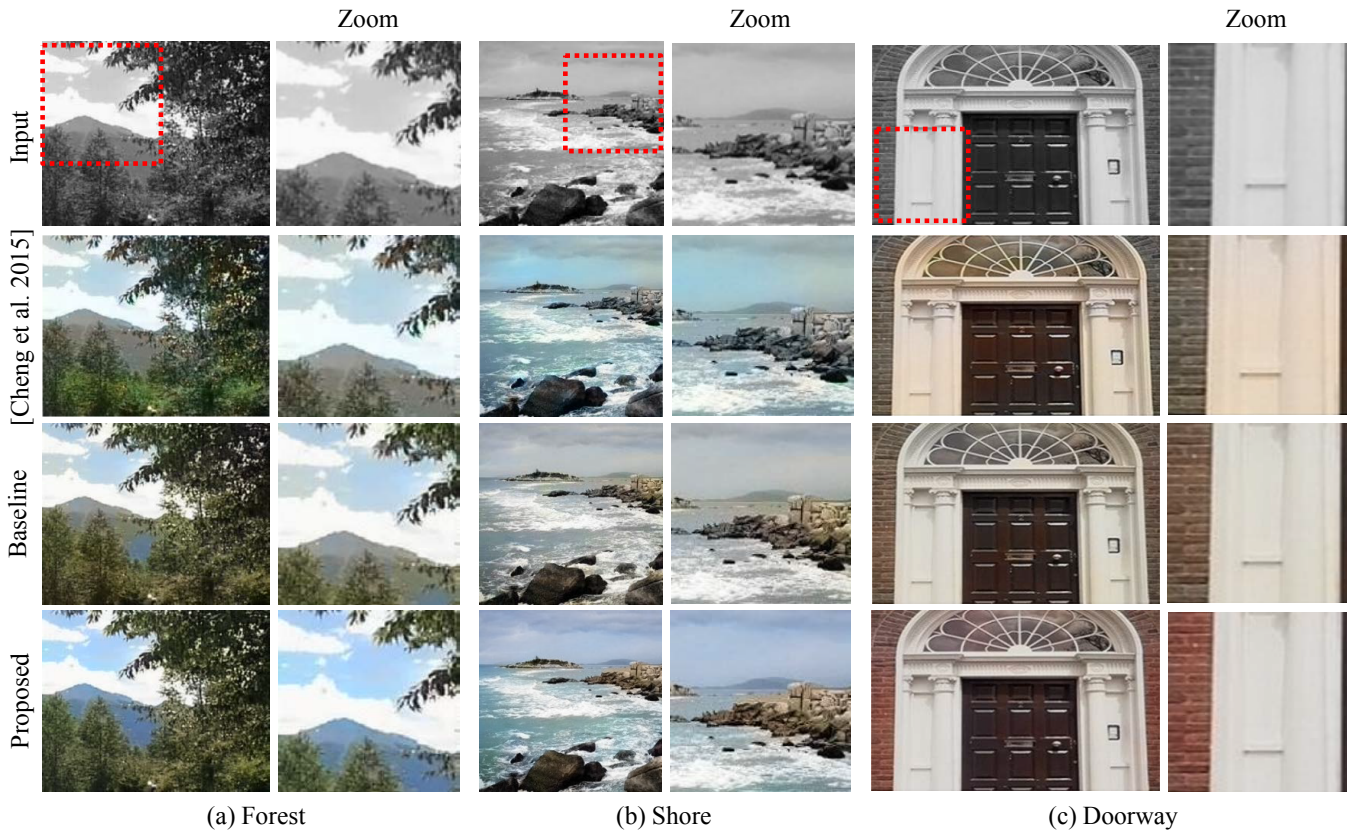 Zoom Zoom Zoom
Input
[Cheng et al. 2015]
Baseline
Proposed
(a) Forest (b) Shore (c) Doorway